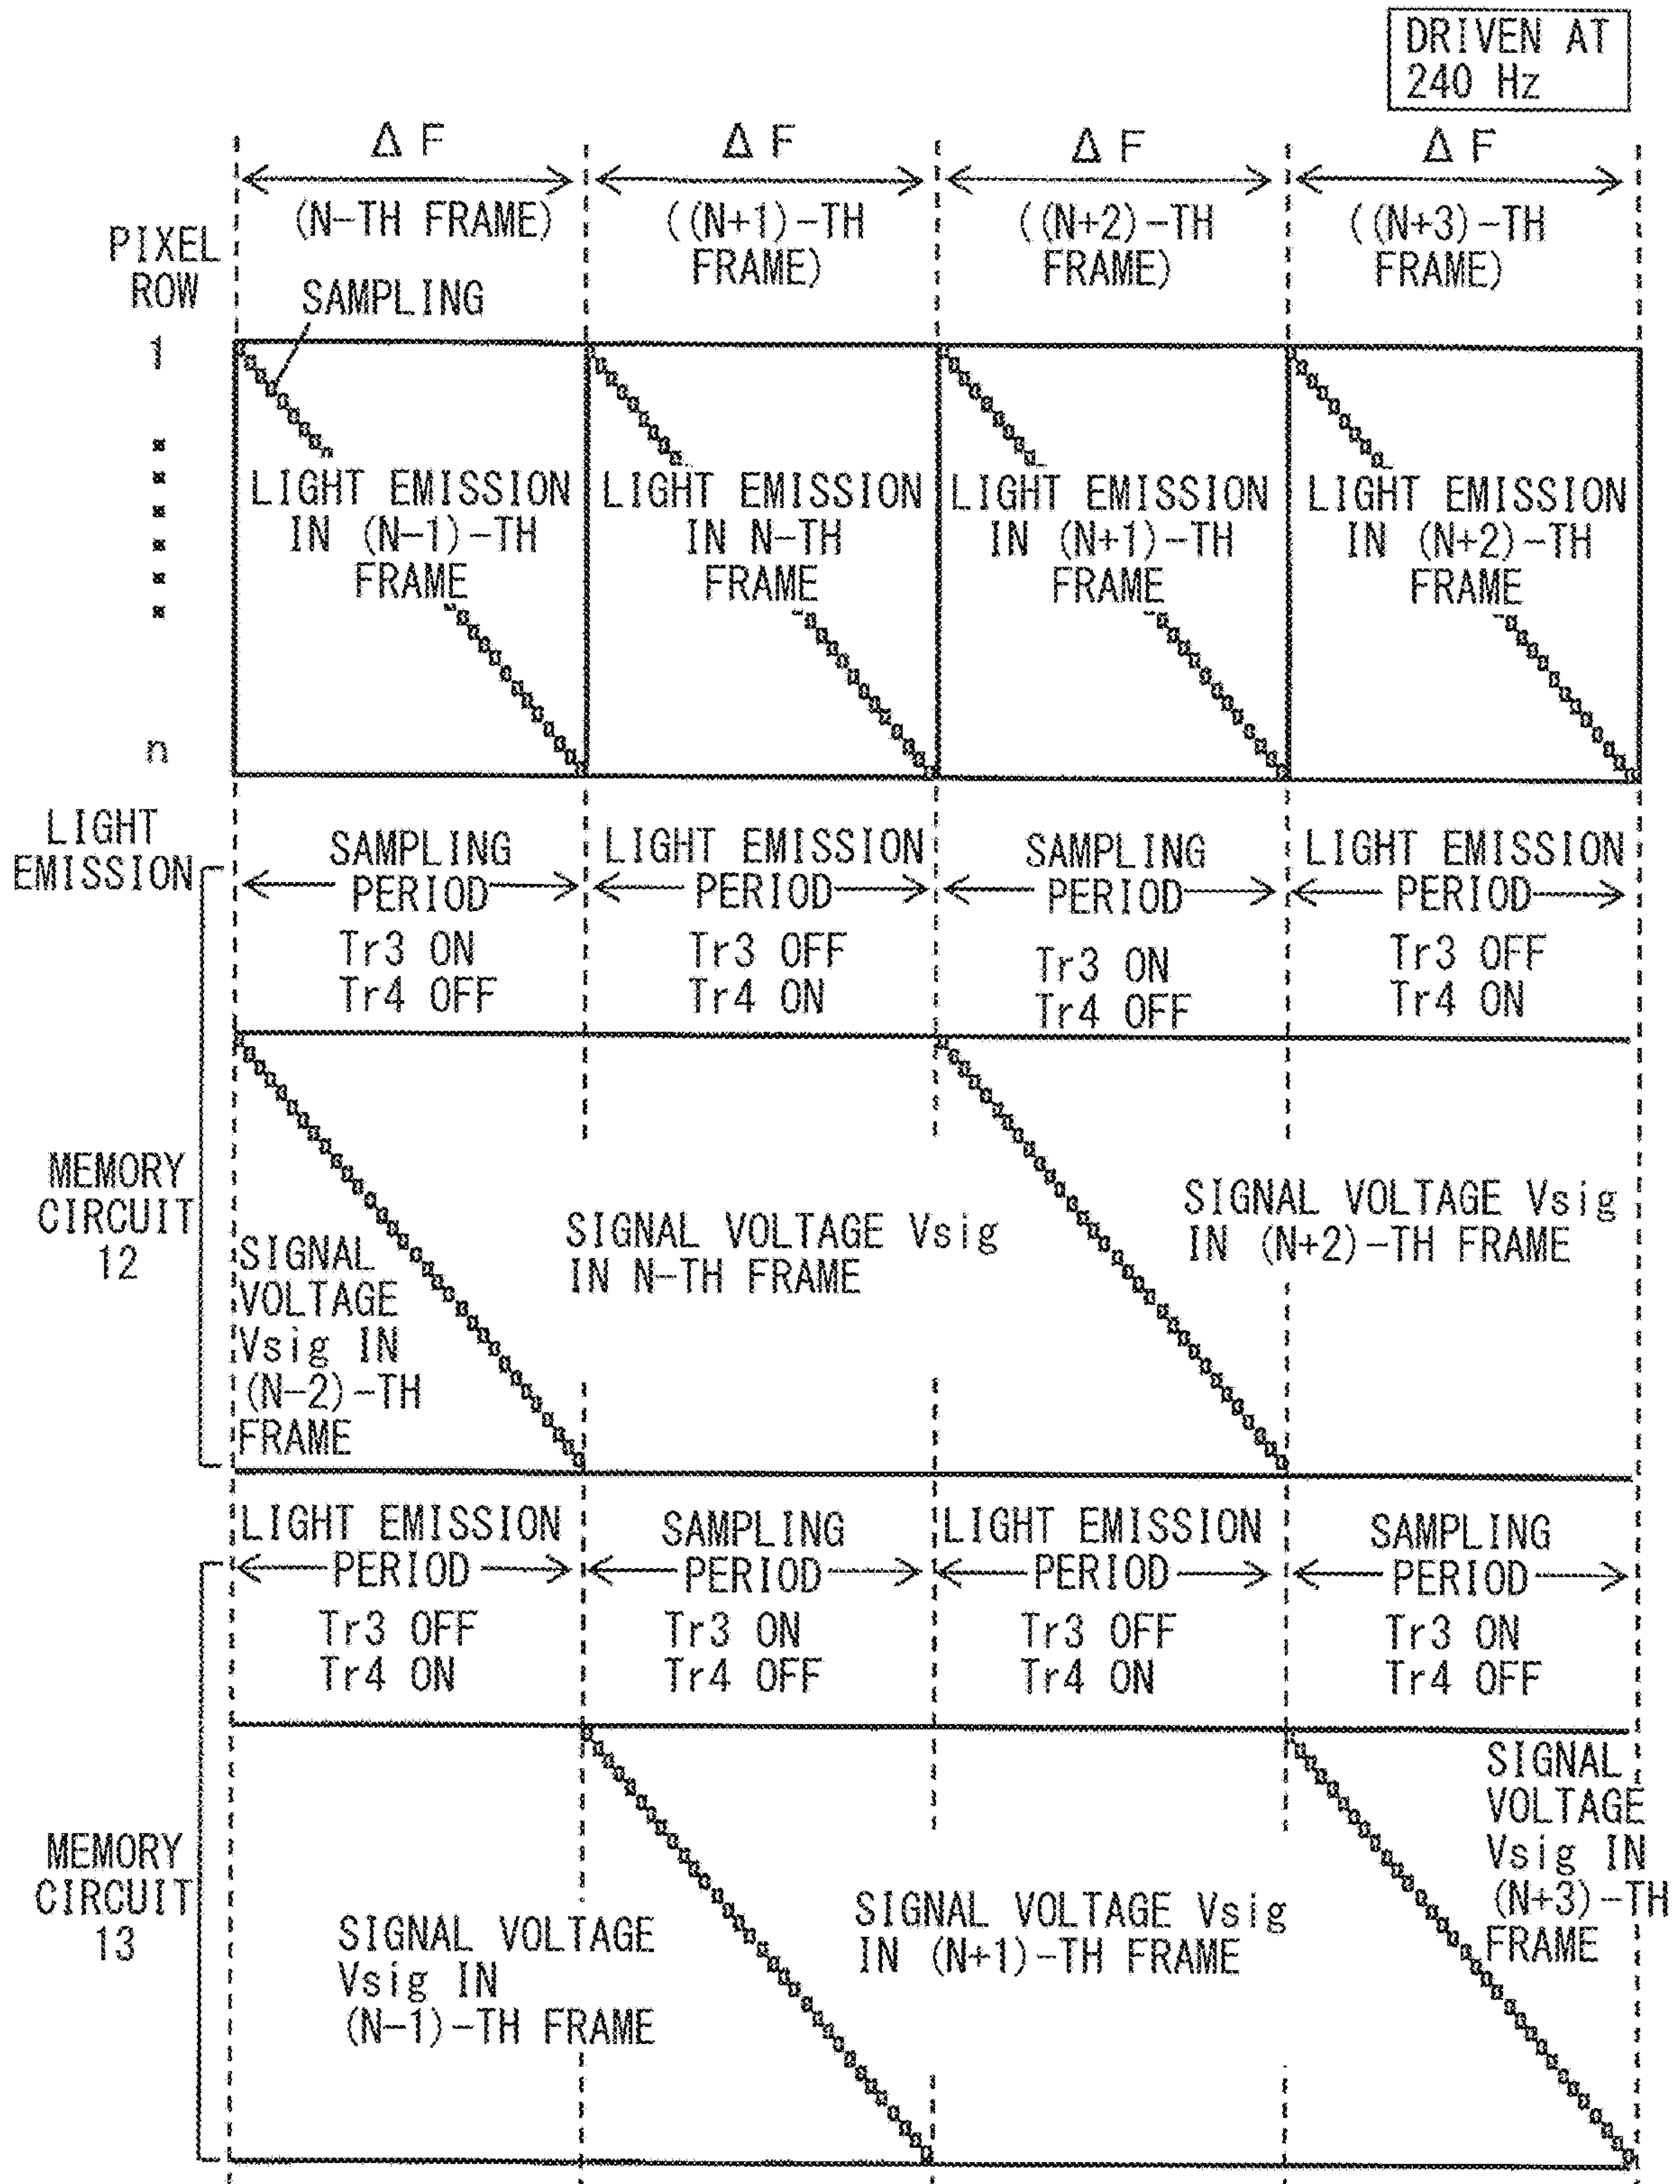 DRIVEN AT
240 Hz
Δ F
Δ F
Δ F
Δ F
(N-TH FRAME)
((N+1)-TH
FRAME)
((N+2)-TH
FRAME)
((N+3)-TH
FRAME)
PIXEL
ROW
SAMPLING
1
n
LIGHT EMISSION
IN (N-1)-TH
FRAME
LIGHT EMISSION
IN N-TH
FRAME
LIGHT EMISSION
IN (N+1)-TH
FRAME
LIGHT EMISSION
IN (N+2)-TH
FRAME
LIGHT
EMISSION
SAMPLING
PERIOD
Tr3 ON
Tr4 OFF
LIGHT EMISSION
PERIOD
Tr3 OFF
Tr4 ON
SAMPLING
PERIOD
Tr3 ON
Tr4 OFF
LIGHT EMISSION
PERIOD
Tr3 OFF
Tr4 ON
MEMORY
CIRCUIT
12
SIGNAL
VOLTAGE
Vsig IN
(N-2)-TH
FRAME
SIGNAL VOLTAGE Vsig
IN N-TH FRAME
SIGNAL VOLTAGE Vsig
IN (N+2)-TH FRAME
LIGHT EMISSION
PERIOD
Tr3 OFF
Tr4 ON
SAMPLING
PERIOD
Tr3 ON
Tr4 OFF
LIGHT EMISSION
PERIOD
Tr3 OFF
Tr4 ON
SAMPLING
PERIOD
Tr3 ON
Tr4 OFF
MEMORY
CIRCUIT
13
SIGNAL VOLTAGE
Vsig IN
(N-1)-TH FRAME
SIGNAL VOLTAGE Vsig
IN (N+1)-TH FRAME
SIGNAL
VOLTAGE
Vsig IN
(N+3)-TH
FRAME